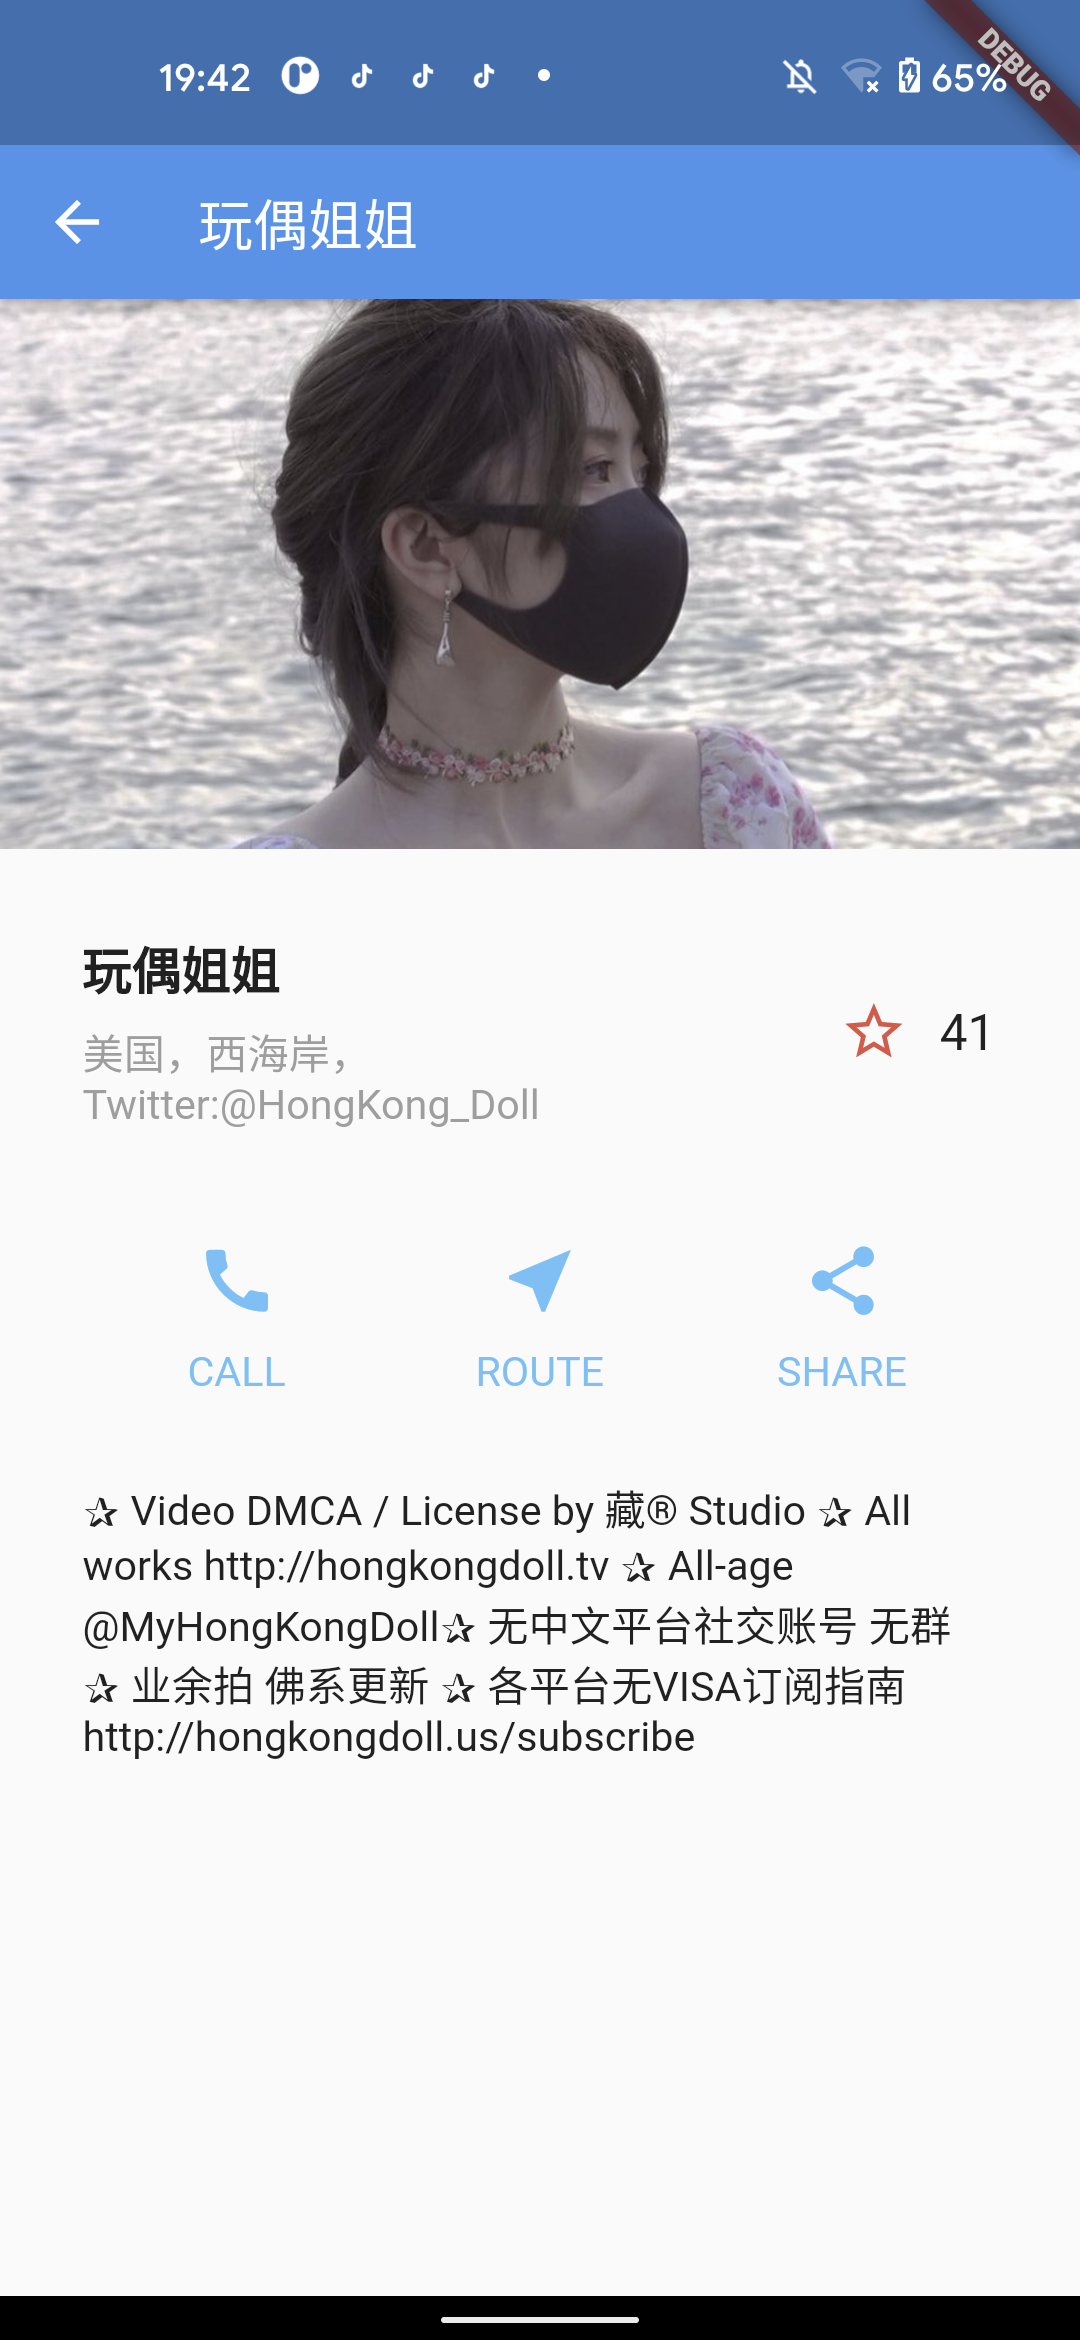 19:42
65%
DEBUG
玩偶姐姐
玩偶姐姐
美国，西海岸，
Twitter:@HongKong_Doll
41
CALL
ROUTE
SHARE
✰ Video DMCA / License by 藏® Studio ✰ All
works http://hongkongdoll.tv ✰ All-age
@MyHongKongDoll✰ 无中文平台社交账号 无群
✰ 业余拍 佛系更新 ✰ 各平台无VISA订阅指南
http://hongkongdoll.us/subscribe